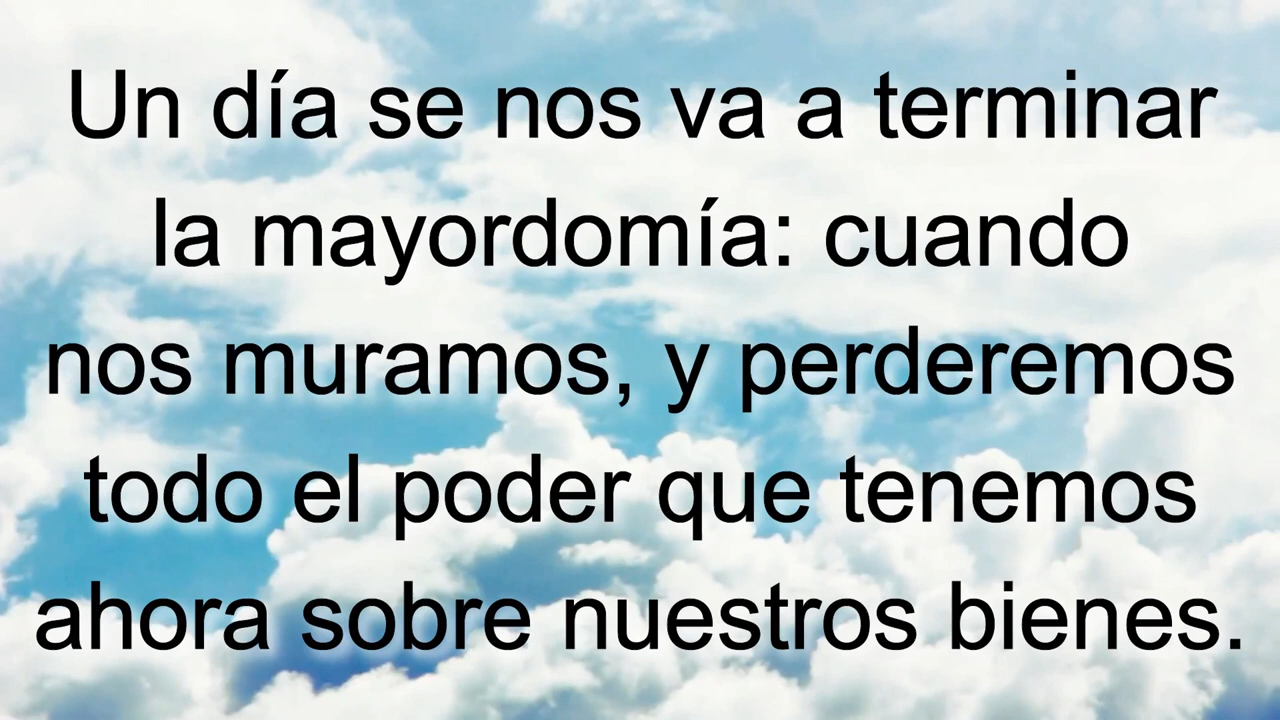 Un día se nos va a terminar
la mayordomía: cuando
nos muramos, y perderemos
todo el poder que tenemos
ahora sobre nuestros bienes.